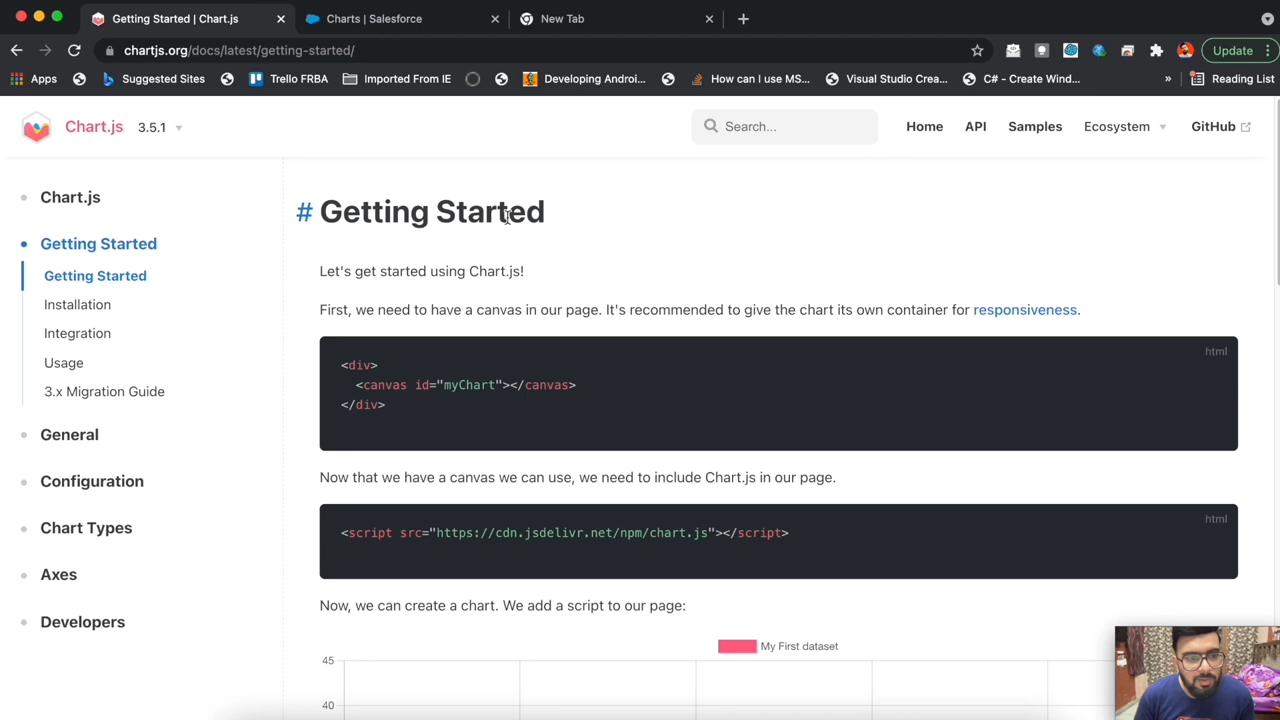 Getting Started | Chart.js
Charts | Salesforce
New Tab
chartjs.org/docs/latest/getting-started/
Update
Apps
Suggested Sites
Trello FRBA
Imported From IE
Developing Androi...
How can I use MS...
Visual Studio Crea...
C# - Create Wind...
»
Reading List
Chart.js 3.5.1
Search...
Home
API
Samples
Ecosystem
GitHub
Chart.js
Getting Started
Getting Started
Installation
Integration
Usage
3.x Migration Guide
General
Configuration
Chart Types
Axes
Developers
# Getting Started
Let's get started using Chart.js!
First, we need to have a canvas in our page. It's recommended to give the chart its own container for responsiveness.
html
<div>
<canvas id="myChart"></canvas>
</div>
Now that we have a canvas we can use, we need to include Chart.js in our page.
html
<script src="https://cdn.jsdelivr.net/npm/chart.js"></script>
Now, we can create a chart. We add a script to our page:
My First dataset
45
40